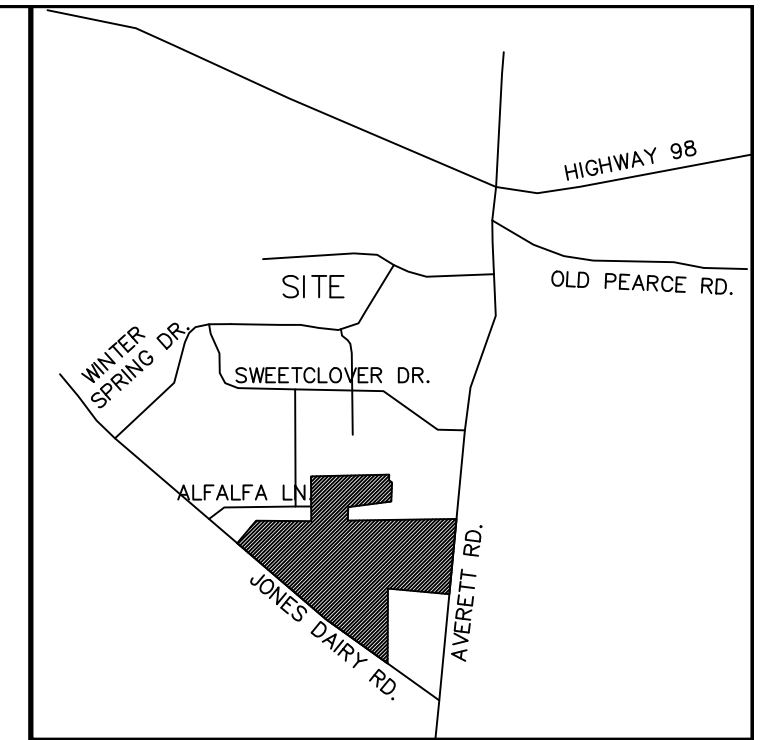 HIGHWAY 98
OLD PEARCE RD.
SITE
WINTER
SPRING DR.
SWEETCLOVER DR.
ALFALFA LN.
AVERETT RD.
JONES DAIRY RD.